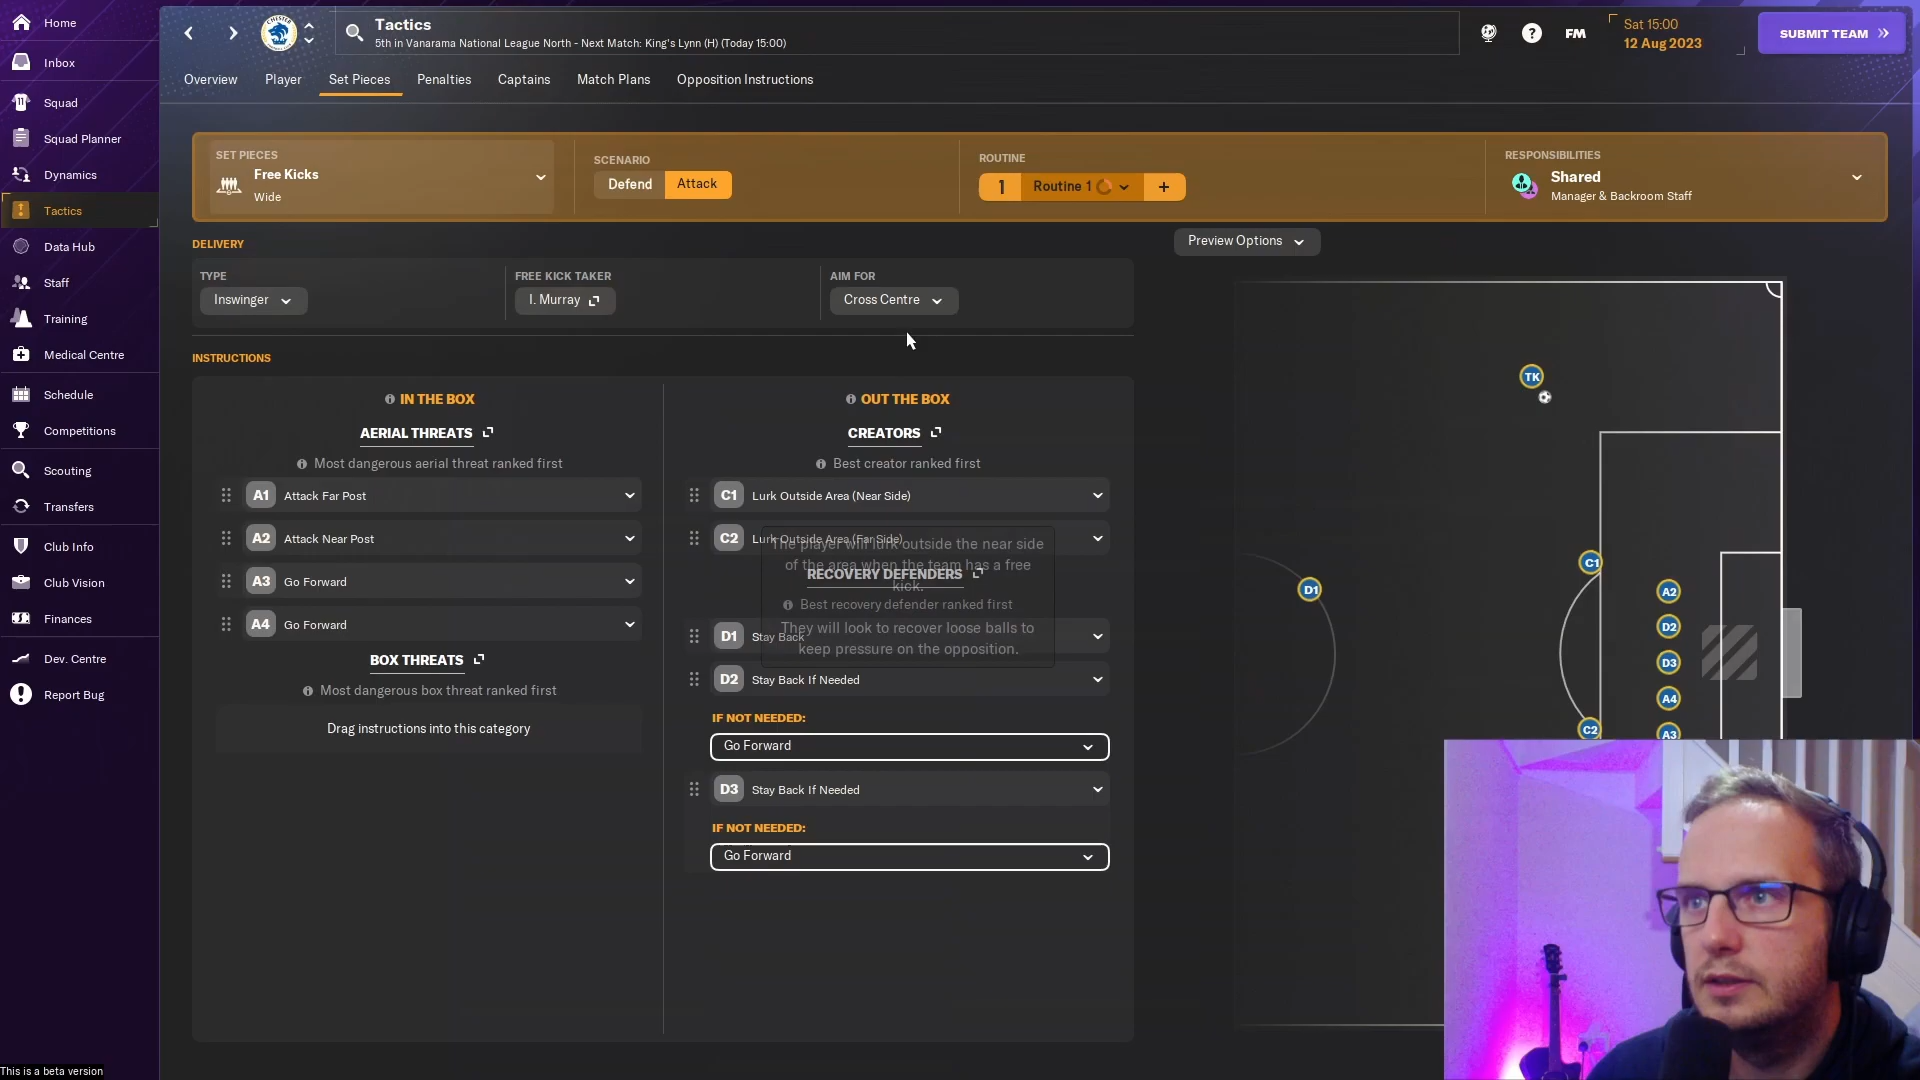 Home
Inbox
Squad
Squad Planner
Dynamics
Tactics
Data Hub
Staff
Training
Medical Centre
Schedule
Competitions
Scouting
Transfers
Club Info
Club Vision
Finances
Dev. Centre
Report Bug
This is a beta version
CHESTER
Tactics
5th in Vanarama National League North - Next Match: King's Lynn (H) (Today 15:00)
FM
Sat 15:00
12 Aug 2023
SUBMIT TEAM
Overview
Player
Set Pieces
Penalties
Captains
Match Plans
Opposition Instructions
SET PIECES
Free Kicks
Wide
SCENARIO
Defend
Attack
ROUTINE
1
Routine 1
+
RESPONSIBILITIES
Shared
Manager & Backroom Staff
DELIVERY
TYPE
Inswinger
FREE KICK TAKER
I. Murray
AIM FOR
Cross Centre
Preview Options
INSTRUCTIONS
IN THE BOX
AERIAL THREATS
Most dangerous aerial threat ranked first
A1 Attack Far Post
A2 Attack Near Post
A3 Go Forward
A4 Go Forward
BOX THREATS
Most dangerous box threat ranked first
Drag instructions into this category
OUT THE BOX
CREATORS
Best creator ranked first
C1 Lurk Outside Area (Near Side)
C2 Lurk Outside Area (Far Side)
The player will lurk outside the near side
of the area when the team has a free
kick.
RECOVERY DEFENDERS
Best recovery defender ranked first
They will look to recover loose balls to
keep pressure on the opposition.
D1 Stay Back
D2 Stay Back If Needed
IF NOT NEEDED:
Go Forward
D3 Stay Back If Needed
IF NOT NEEDED:
Go Forward
TK
C1
D1
A2
D2
D3
A4
C2
A3